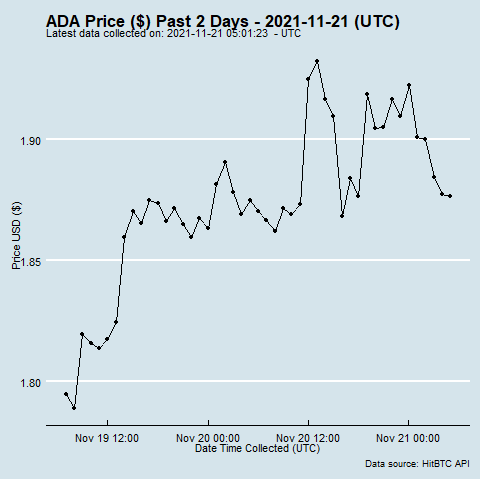 ADA Price ($) Past 2 Days - 2021-11-21 (UTC)
Latest data collected on: 2021-11-21 05:01:23 - UTC
1.90
1.85
1.80
Price USD ($)
Nov 19 12:00 Nov 20 00:00 Nov 20 12:00 Nov 21 00:00
Date Time Collected (UTC)
Data source: HitBTC API